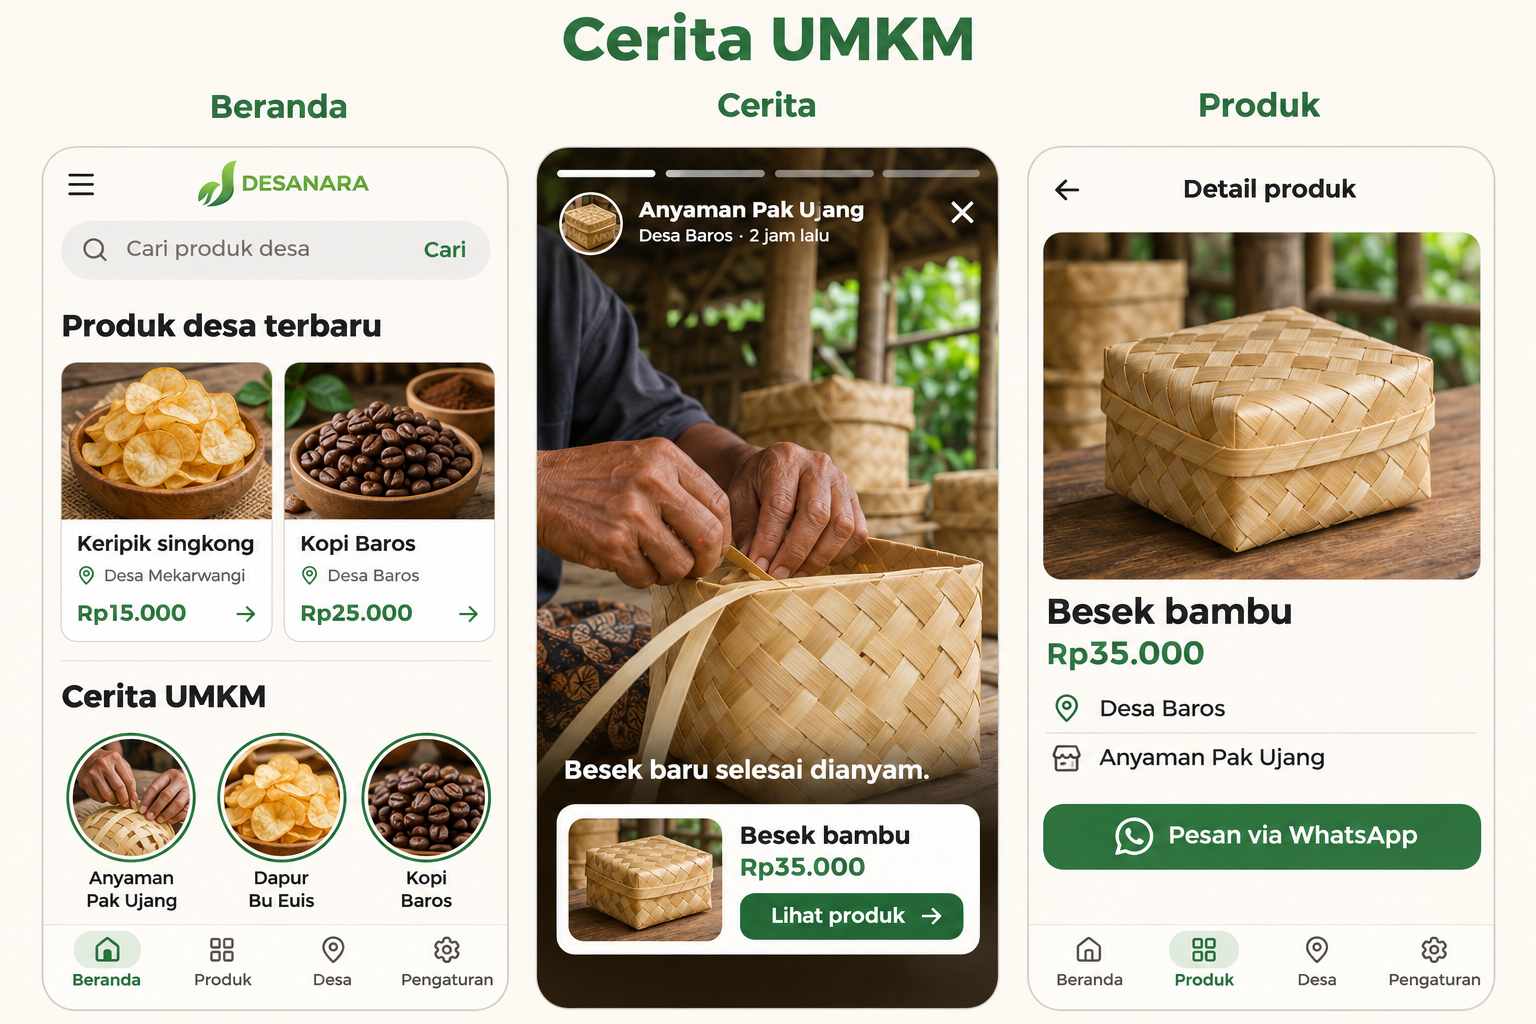 Cerita UMKM
Beranda
DESANARA
Cari produk desa
Cari
Produk desa terbaru
Keripik singkong
Desa Mekarwangi
Rp15.000
Kopi Baros
Desa Baros
Rp25.000
Cerita UMKM
Anyaman
Pak Ujang
Dapur
Bu Euis
Kopi
Baros
Beranda
Produk
Desa
Pengaturan
Cerita
Anyaman Pak Ujang
Desa Baros · 2 jam lalu
Besek baru selesai dianyam.
Besek bambu
Rp35.000
Lihat produk
Produk
Detail produk
Besek bambu
Rp35.000
Desa Baros
Anyaman Pak Ujang
Pesan via WhatsApp
Beranda
Produk
Desa
Pengaturan